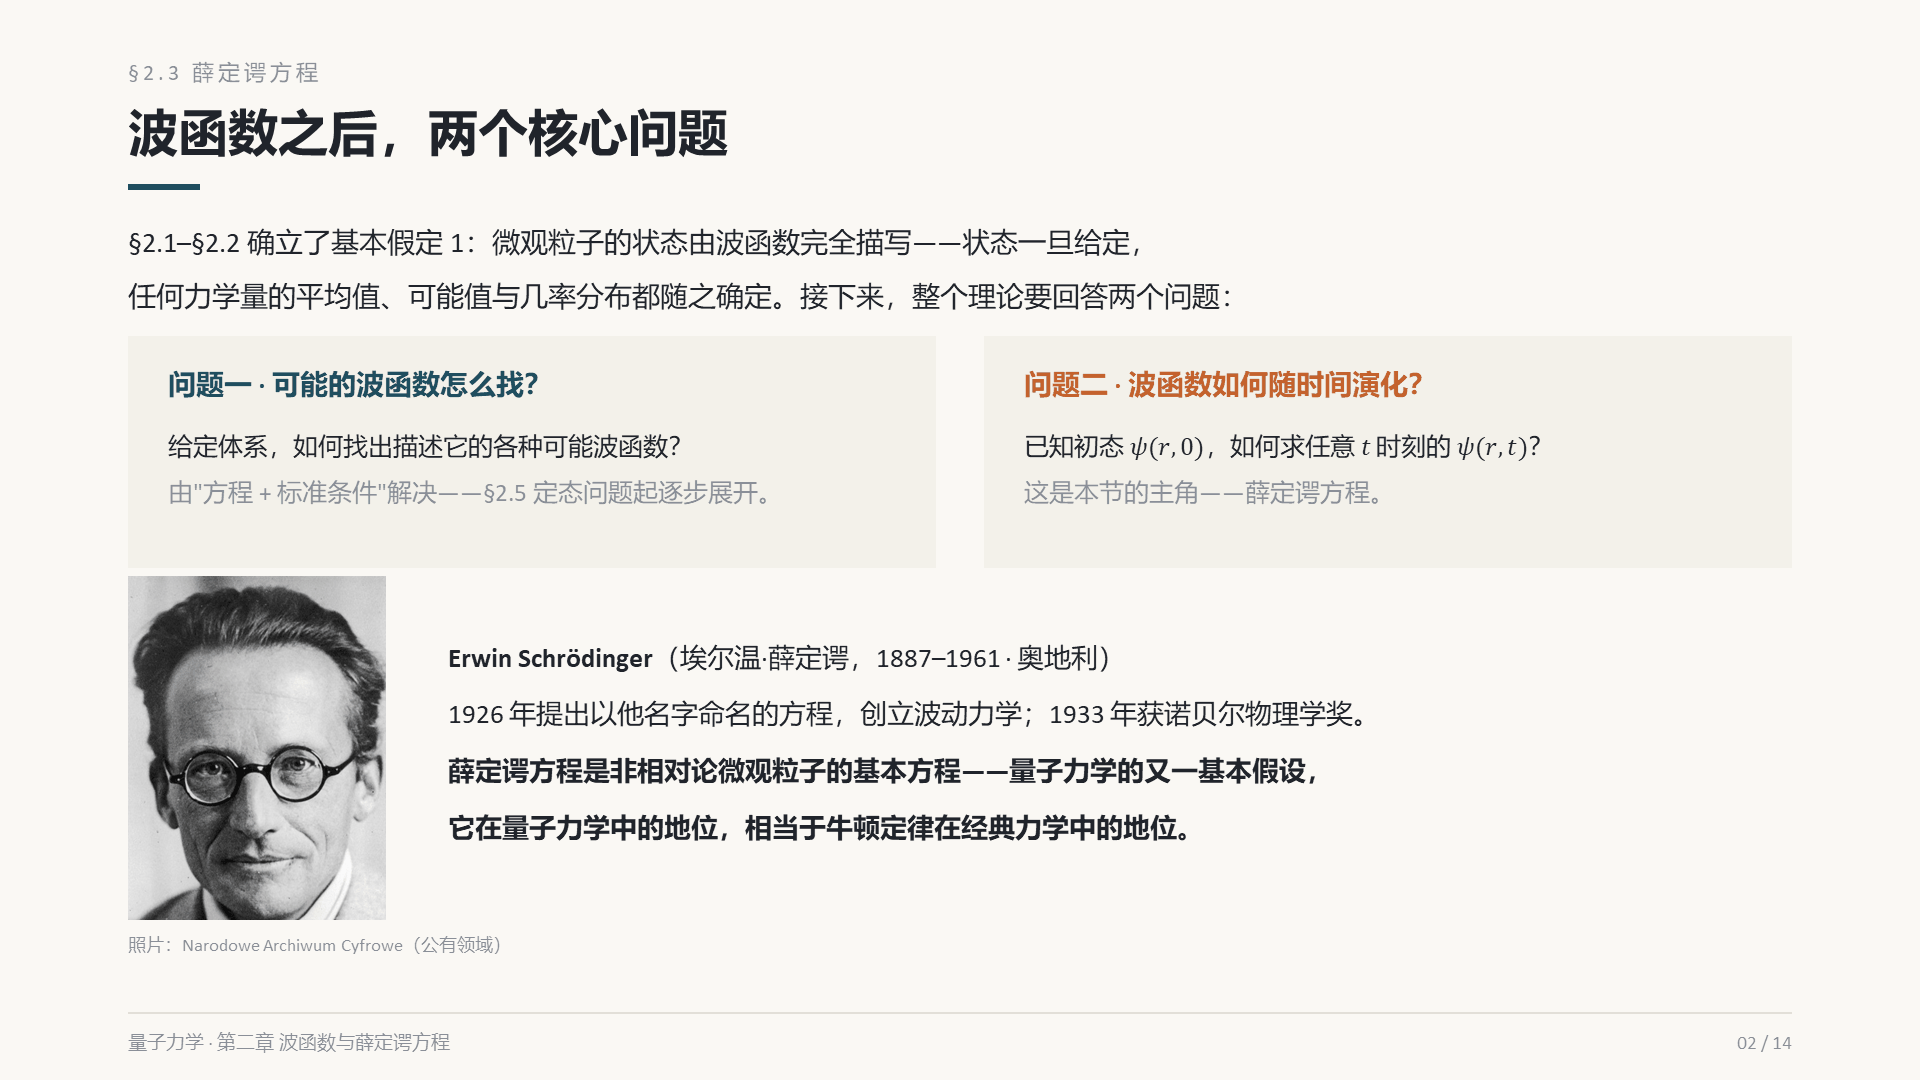 §2.3 薛定谔方程
波函数之后，两个核心问题
§2.1–§2.2 确立了基本假定 1：微观粒子的状态由波函数完全描写——状态一旦给定，
任何力学量的平均值、可能值与几率分布都随之确定。接下来，整个理论要回答两个问题：
问题一 · 可能的波函数怎么找？
给定体系，如何找出描述它的各种可能波函数？
由"方程 + 标准条件"解决——§2.5 定态问题起逐步展开。
问题二 · 波函数如何随时间演化？
已知初态 ψ(r, 0)，如何求任意 t 时刻的 ψ(r, t)？
这是本节的主角——薛定谔方程。
Erwin Schrödinger（埃尔温·薛定谔，1887–1961 · 奥地利）
1926 年提出以他名字命名的方程，创立波动力学；1933 年获诺贝尔物理学奖。
薛定谔方程是非相对论微观粒子的基本方程——量子力学的又一基本假设，
它在量子力学中的地位，相当于牛顿定律在经典力学中的地位。
照片：Narodowe Archiwum Cyfrowe（公有领域）
量子力学 · 第二章 波函数与薛定谔方程
02 / 14